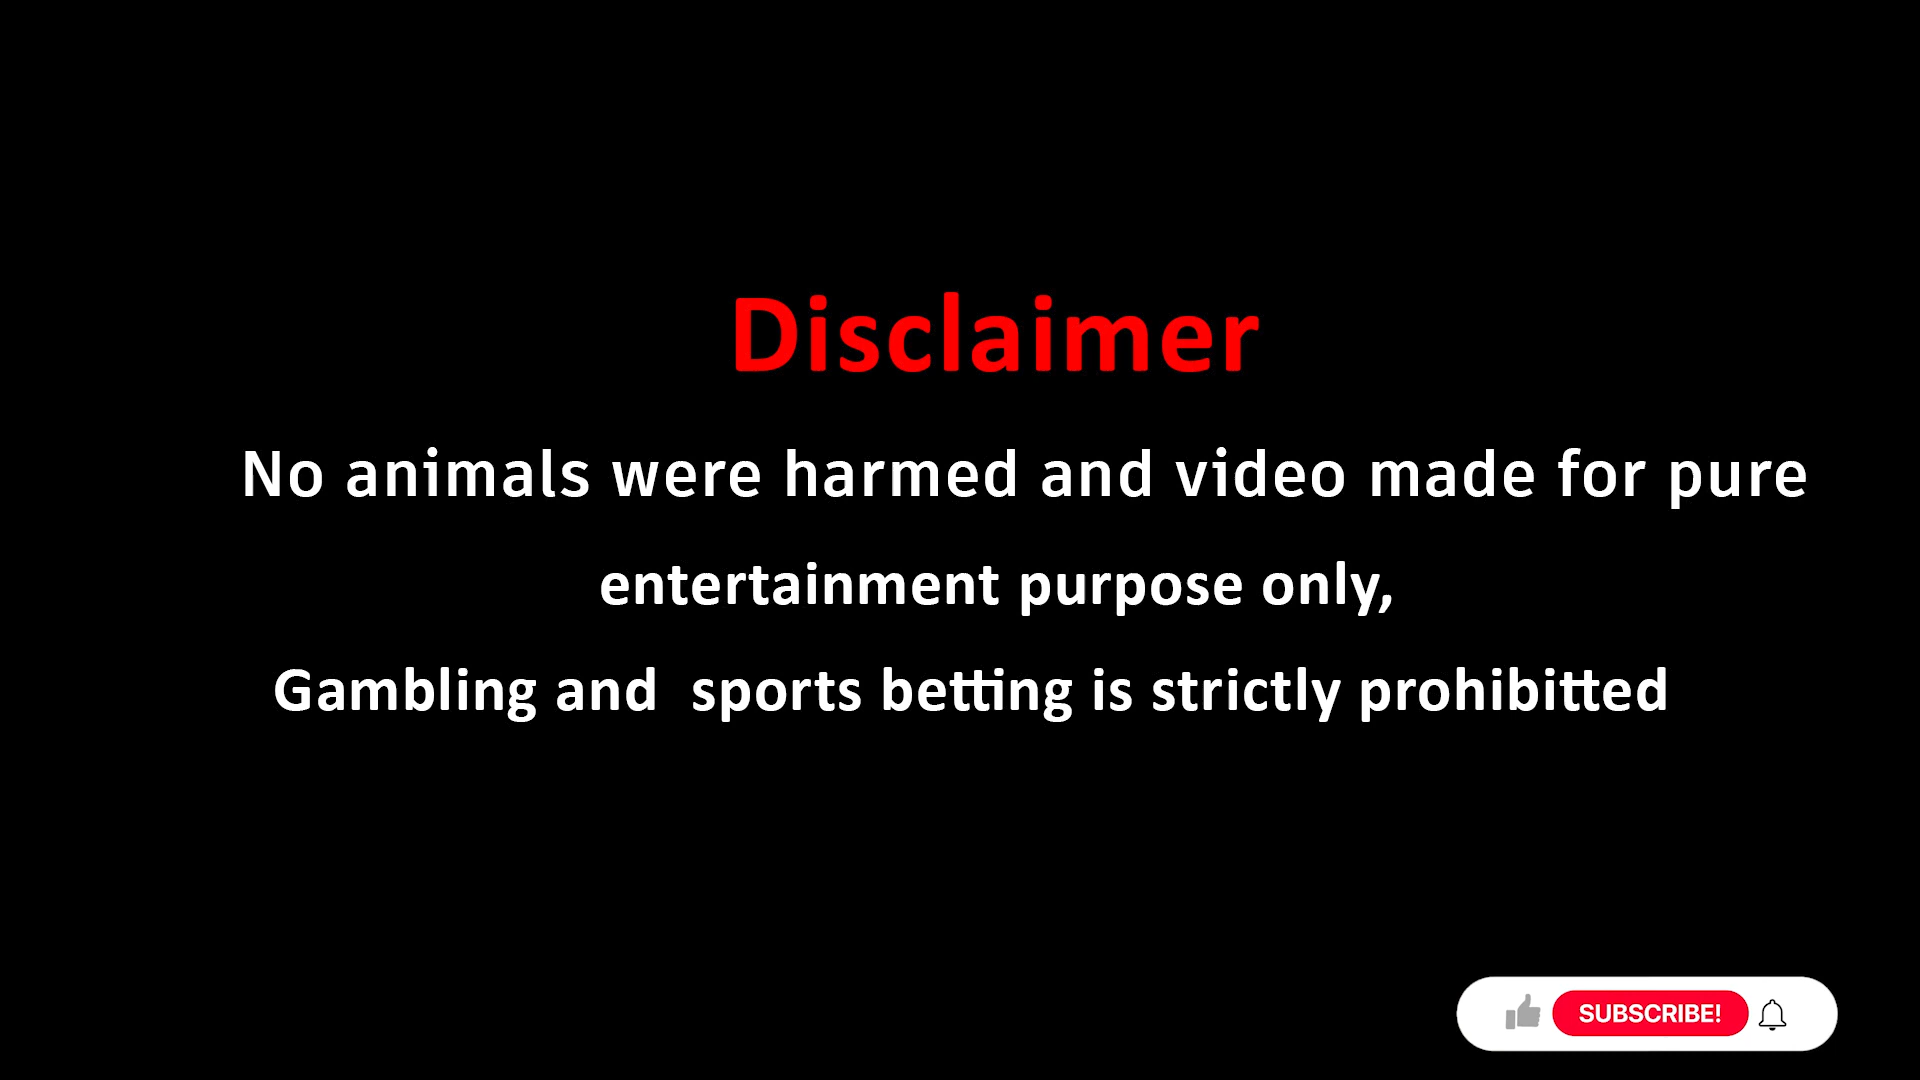 Disclaimer
No animals were harmed and video made for pure
entertainment purpose only,
Gambling and  sports betting is strictly prohibitted
SUBSCRIBE!